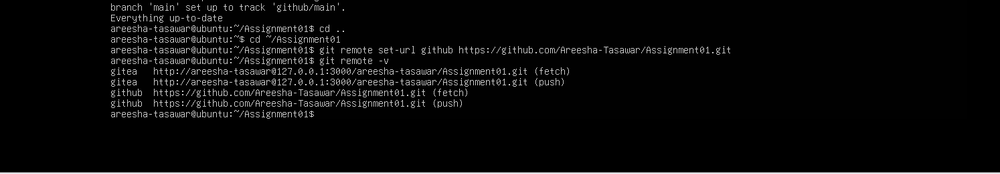 branch 'main' set up to track 'github/main'.
Everything up-to-date
areesha-tasawar@ubuntu:~/Assignment01$ cd ..
areesha-tasawar@ubuntu:~$ cd ~/Assignment01
areesha-tasawar@ubuntu:~/Assignment01$ git remote set-url github https://github.com/Areesha-Tasawar/Assignment01.git
areesha-tasawar@ubuntu:~/Assignment01$ git remote -v
gitea   http://areesha-tasawar@127.0.0.1:3000/areesha-tasawar/Assignment01.git (fetch)
gitea   http://areesha-tasawar@127.0.0.1:3000/areesha-tasawar/Assignment01.git (push)
github  https://github.com/Areesha-Tasawar/Assignment01.git (fetch)
github  https://github.com/Areesha-Tasawar/Assignment01.git (push)
areesha-tasawar@ubuntu:~/Assignment01$